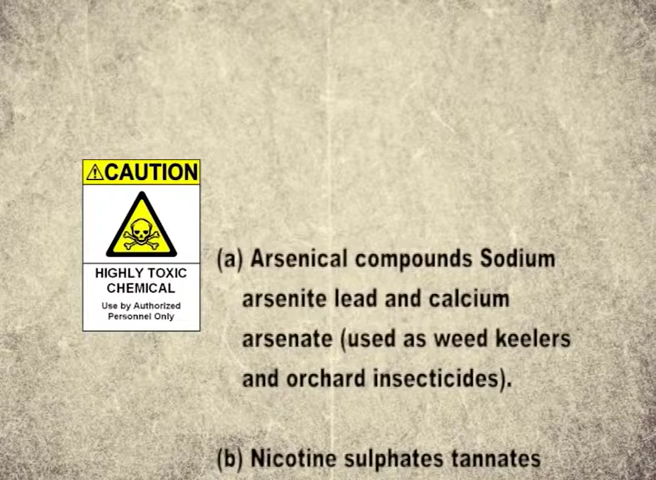 CAUTION
HIGHLY TOXIC
CHEMICAL
Use by Authorized
Personnel Only
(a) Arsenical compounds Sodium
arsenite lead and calcium
arsenate (used as weed keelers
and orchard insecticides).
(b) Nicotine sulphates tannates